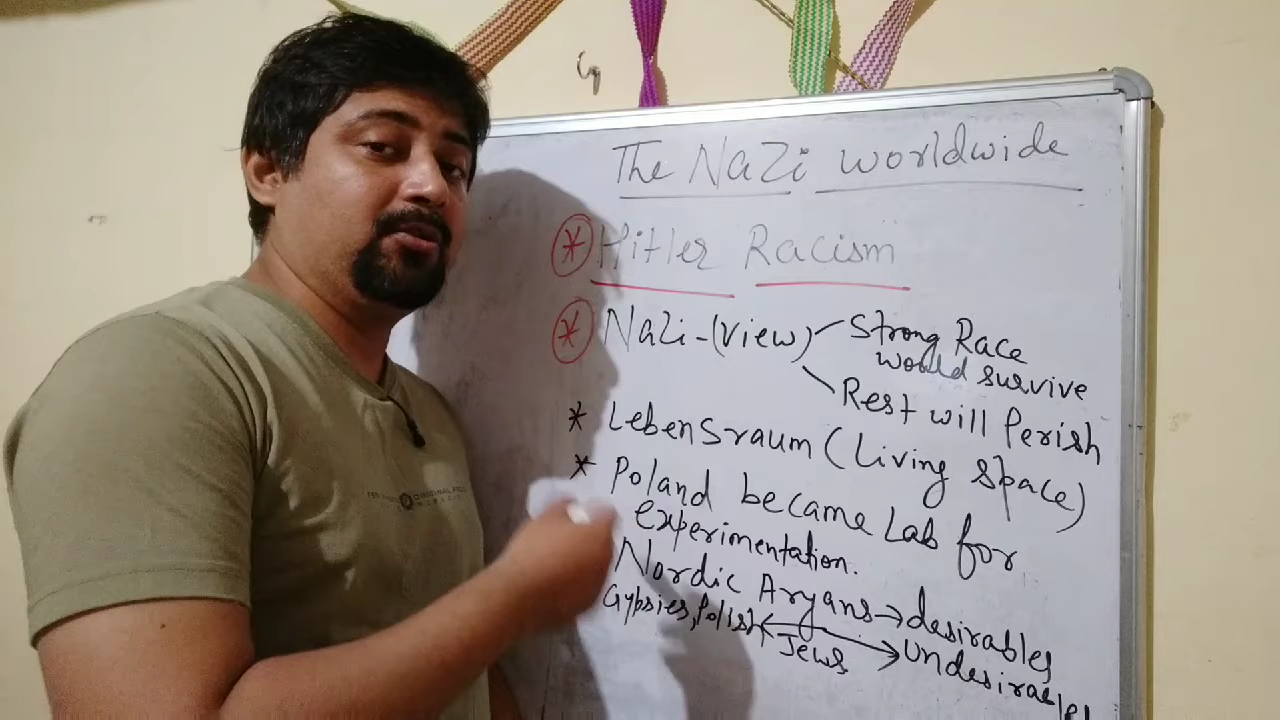 The Nazi worldwide
* Hitler Racism
* Nazi - (view) Strong Race
would survive
Rest will Perish
* Lebensraum (Living space)
* Poland became Lab for
experimentation.
Nordic Aryans → desirables
Gypsies, Polish ← Jews → Undesirables